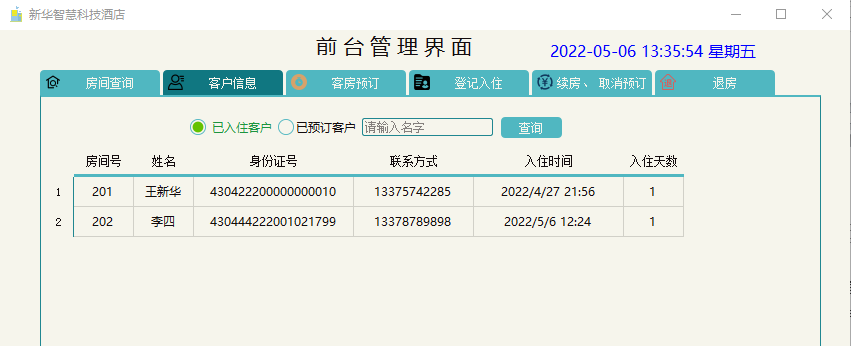 新华智慧科技酒店
前台管理界面
2022-05-06 13:35:54 星期五
房间查询 客户信息 客房预订 登记入住 续房、取消预订 退房
已入住客户 已预订客户 请输入名字 查询
房间号 姓名 身份证号 联系方式 入住时间 入住天数
1 201 王新华 430422200000000010 13375742285 2022/4/27 21:56 1
2 202 李四 430444222001021799 13378789898 2022/5/6 12:24 1